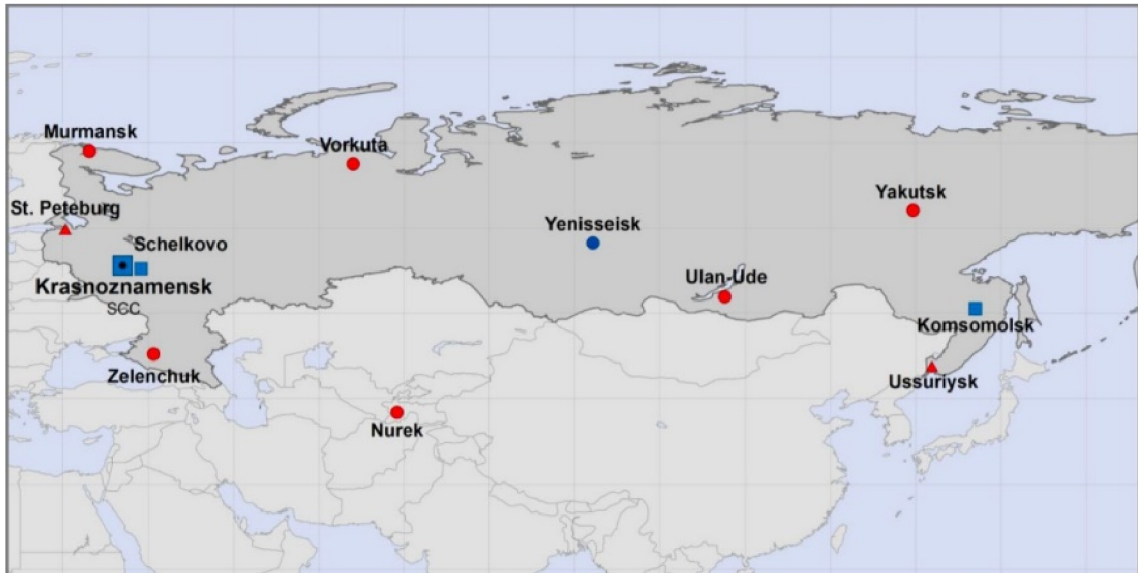 Murmansk
Vorkuta
Yakutsk
St. Peteburg
Yenisseisk
Schelkovo
Ulan-Ude
Krasnoznamensk
SCC
Komsomolsk
Zelenchuk
Ussuriysk
Nurek